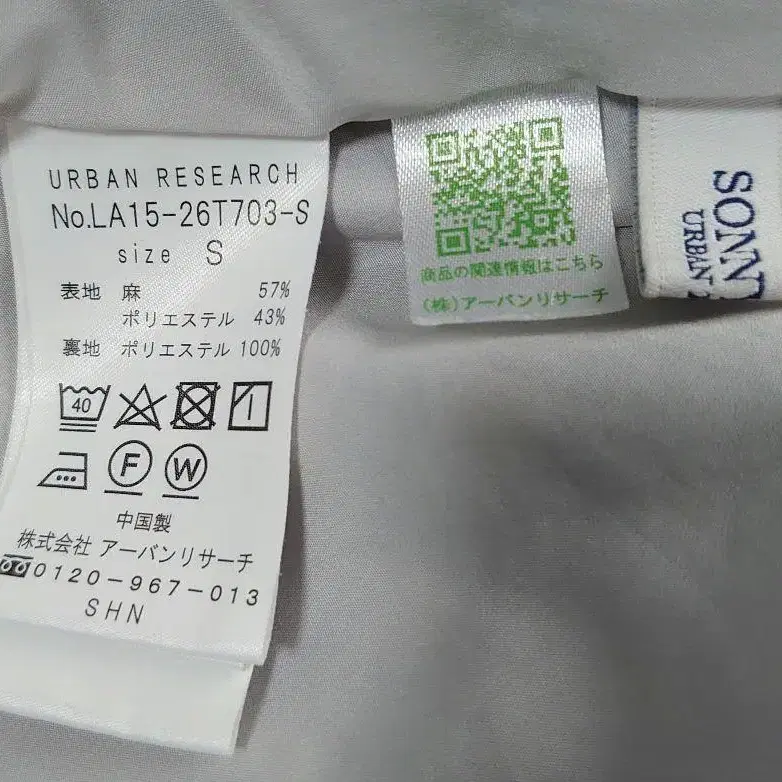 URBAN RESEARCH
No.LA15-26T703-S
size S
表地 麻 57%
ポリエステル 43%
裏地 ポリエステル 100%
40
F W
中国製
株式会社 アーバンリサーチ
0120-967-013
SHN
商品の関連情報はこちら
(株)アーバンリサーチ
SONN
URBAN